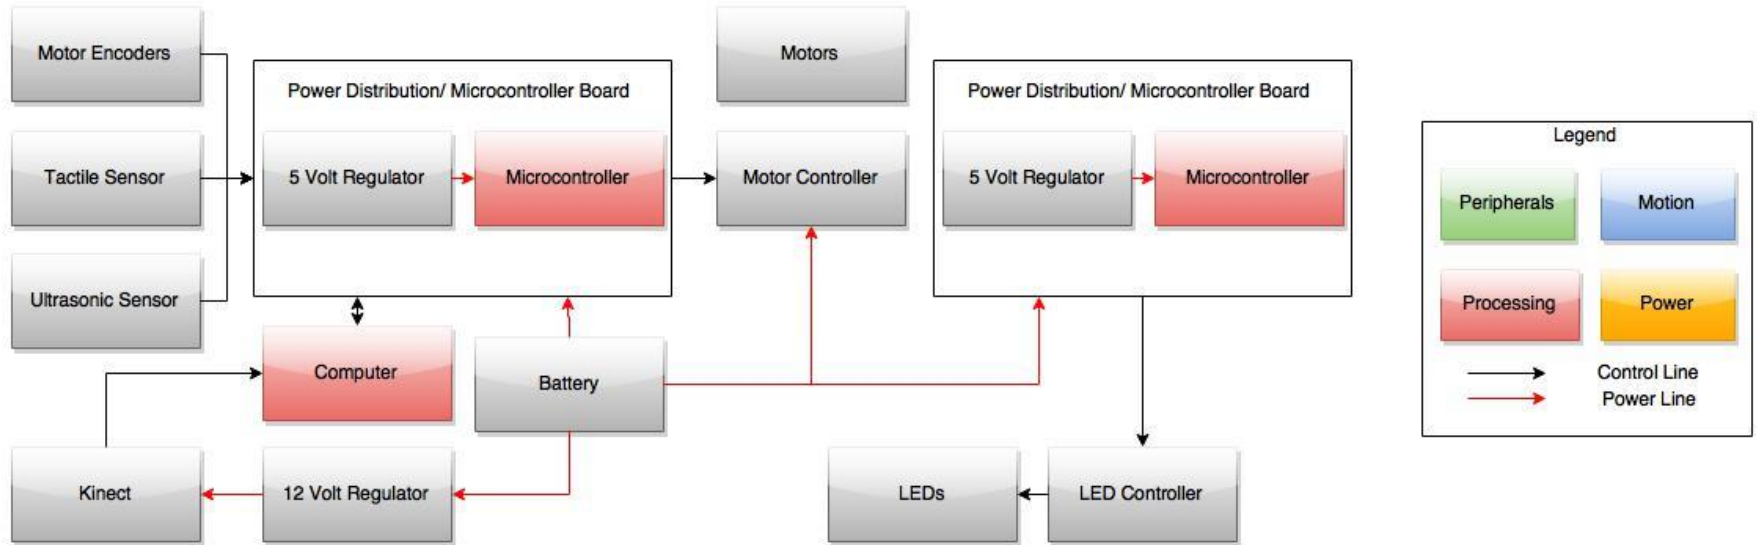 Motor Encoders
Motors
Power Distribution/ Microcontroller Board
Power Distribution/ Microcontroller Board
Legend
Tactile Sensor
5 Volt Regulator
Microcontroller
Motor Controller
5 Volt Regulator
Microcontroller
Peripherals
Motion
Ultrasonic Sensor
Processing
Power
Computer
Battery
Control Line
Power Line
Kinect
12 Volt Regulator
LEDs
LED Controller